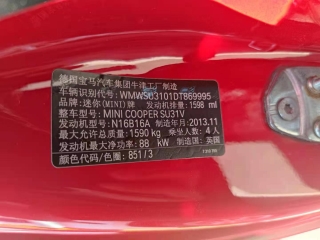 德国宝马汽车集团牛津工厂制造
车辆识别代号: WMWSU3101DT869995
品牌: 迷你(MINI)牌 发动机排量: 1598 ml
整车型号: MINI COOPER SU31V
发动机型号: N16B16A 制造年月: 2013.11
最大允许总质量: 1590 kg 乘坐人数: 4 人
发动机最大净功率: 88 kW 制造国: 英国
颜色代码/色圈: 851 / 3